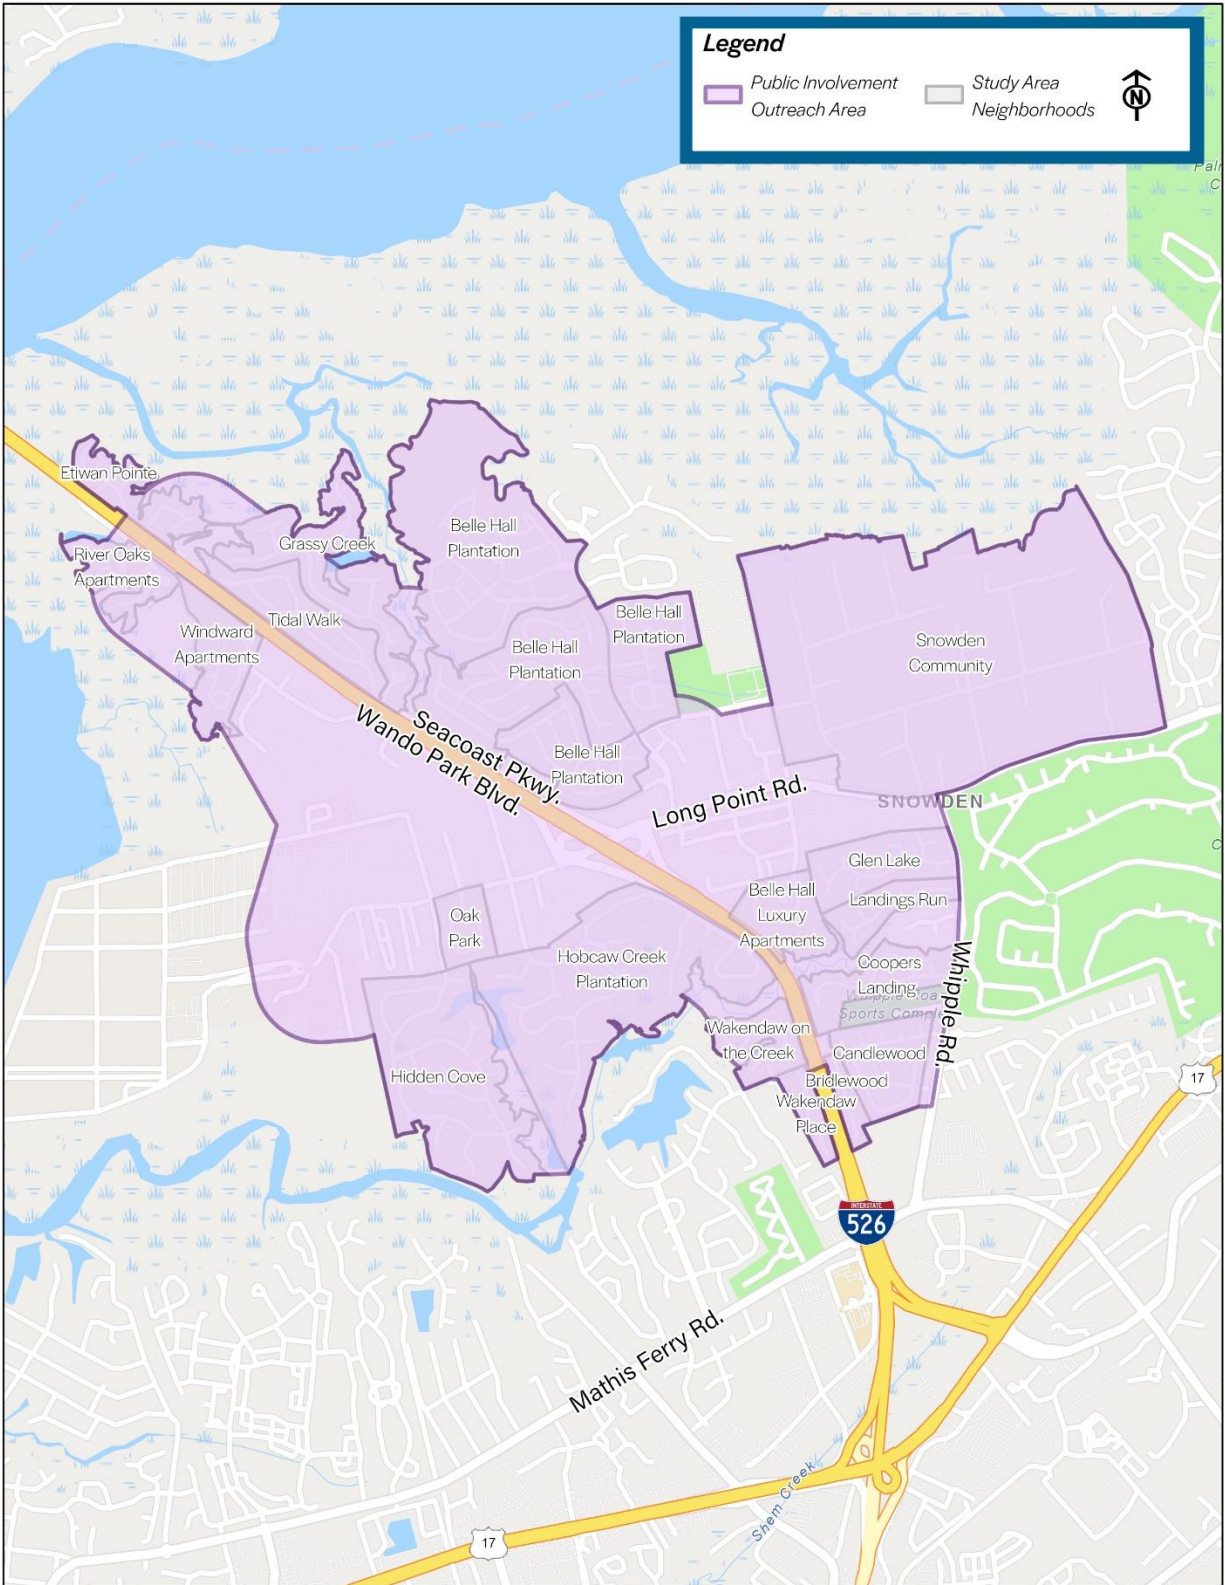 Legend
Public Involvement
Outreach Area
Study Area
Neighborhoods
N
Etiwan Pointe
River Oaks
Apartments
Grassy Creek
Belle Hall
Plantation
Windward
Apartments
Tidal Walk
Belle Hall
Plantation
Belle Hall
Plantation
Snowden
Community
Seacoast Pkwy.
Wando Park Blvd.
Belle Hall
Plantation
Long Point Rd.
SNOWDEN
Glen Lake
Landings Run
Belle Hall
Luxury
Apartments
Oak
Park
Hobcaw Creek
Plantation
Coopers
Landing
Sports
Whipple Rd.
Wakendaw on
the Creek
Candlewood
Hidden Cove
Bridlewood
Wakendaw
Place
17
INTERSTATE
526
Mathis Ferry Rd.
Shem Creek
17